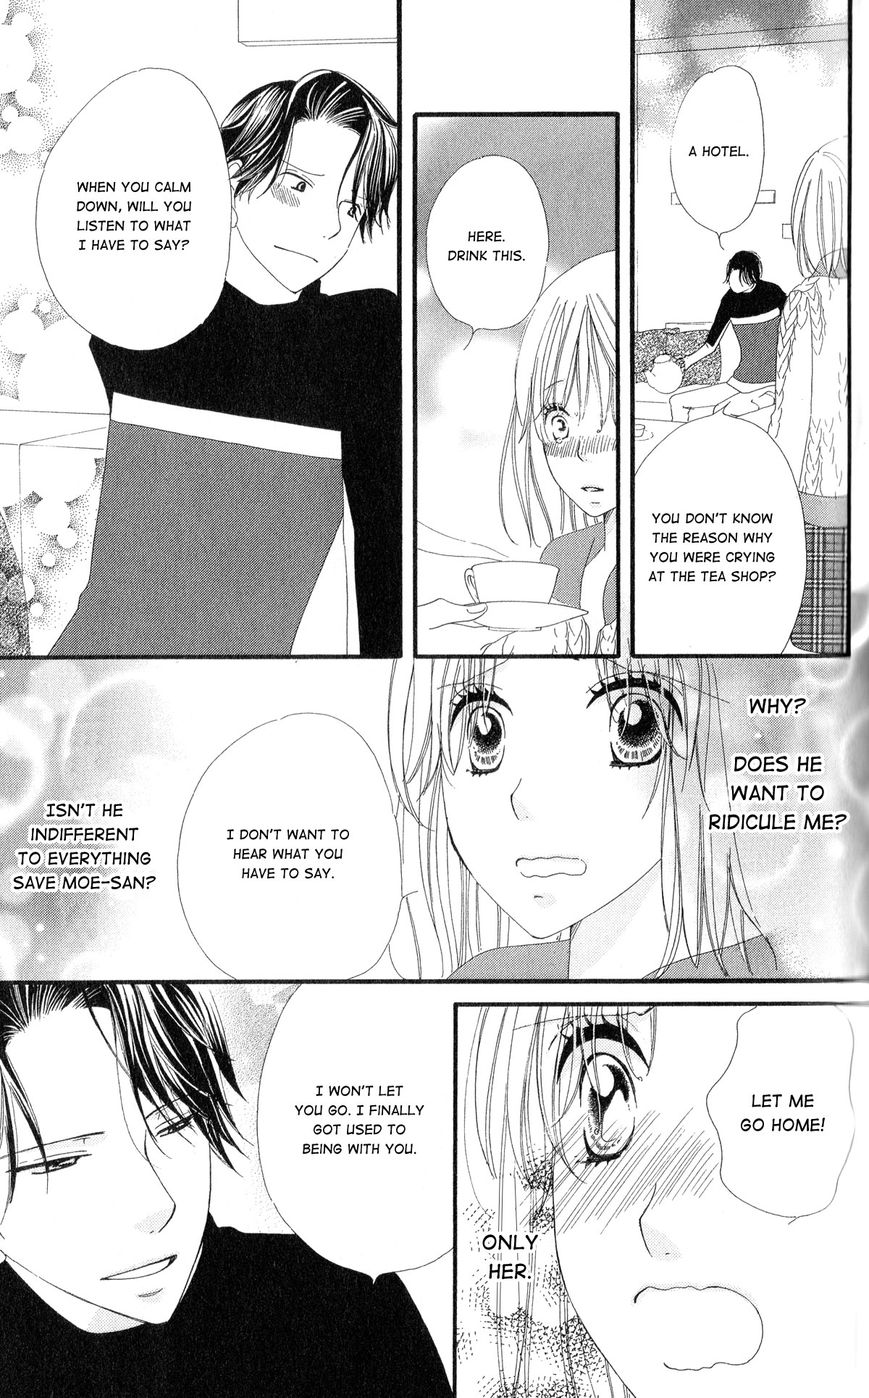 A HOTEL.
YOU DON'T KNOW
THE REASON WHY
YOU WERE CRYING
AT THE TEA SHOP?
HERE.
DRINK THIS.
WHEN YOU CALM
DOWN, WILL YOU
LISTEN TO WHAT
I HAVE TO SAY?
WHY?
DOES HE
WANT TO
RIDICULE ME?
I DON'T WANT TO
HEAR WHAT YOU
HAVE TO SAY.
ISN'T HE
INDIFFERENT
TO EVERYTHING
SAVE MOE-SAN?
LET ME
GO HOME!
ONLY
HER.
I WON'T LET
YOU GO. I FINALLY
GOT USED TO
BEING WITH YOU.